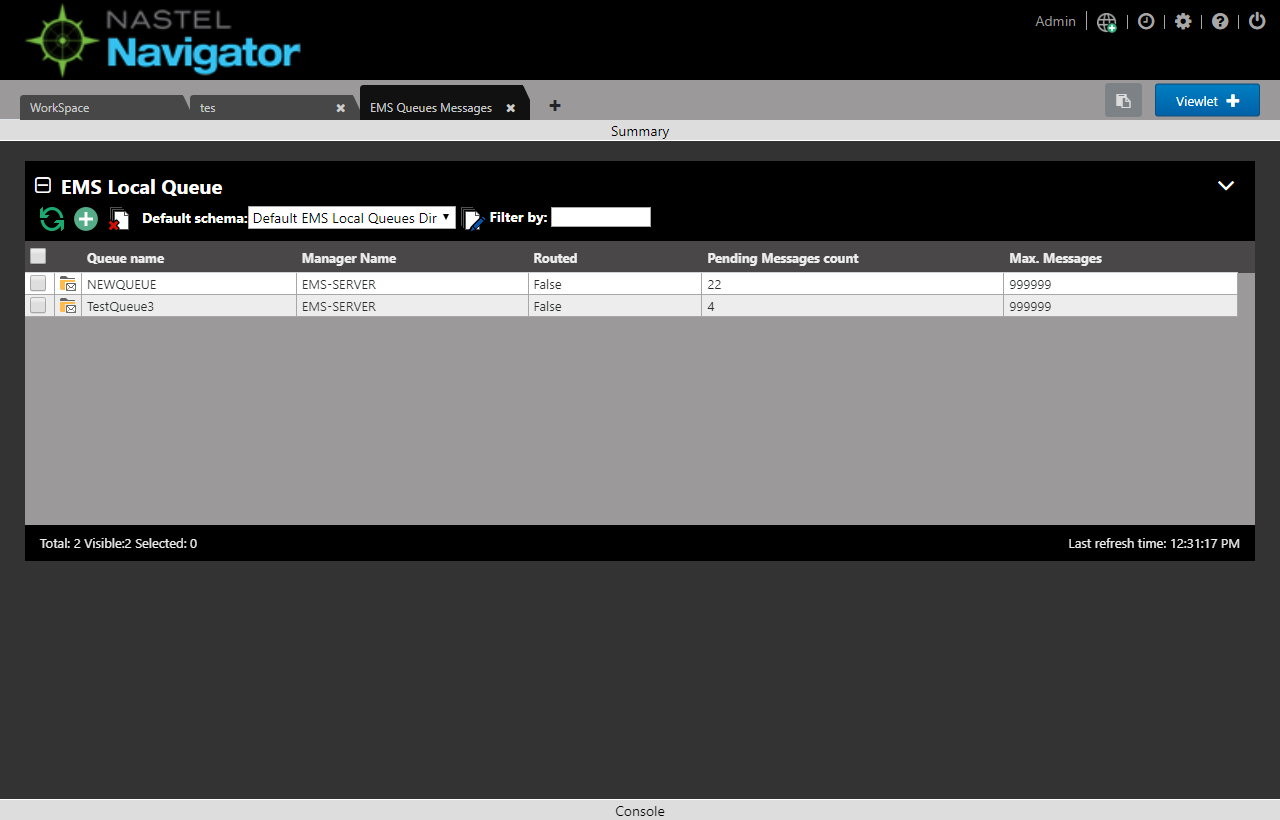 NASTEL
Navigator
Admin
WorkSpace
tes
EMS Queues Messages
Viewlet
Summary
EMS Local Queue
Default schema: Default EMS Local Queues Dir Filter by:
Queue name Manager Name Routed Pending Messages count Max. Messages
NEWQUEUE EMS-SERVER False 22 999999
TestQueue3 EMS-SERVER False 4 999999
Total: 2 Visible:2 Selected: 0 Last refresh time: 12:31:17 PM
Console